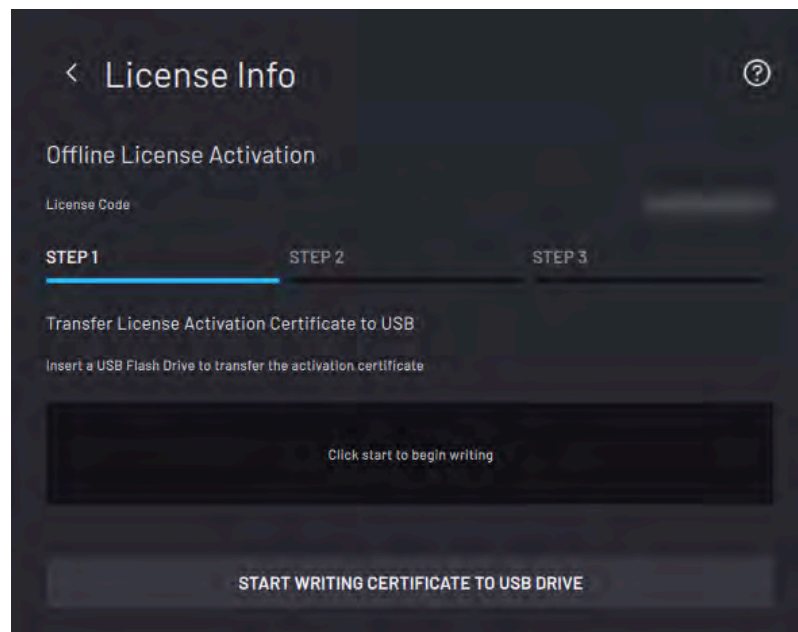 License Info
Offline License Activation
License Code
STEP 1 STEP 2 STEP 3
Transfer License Activation Certificate to USB
Insert a USB Flash Drive to transfer the activation certificate
Click start to begin writing
START WRITING CERTIFICATE TO USB DRIVE